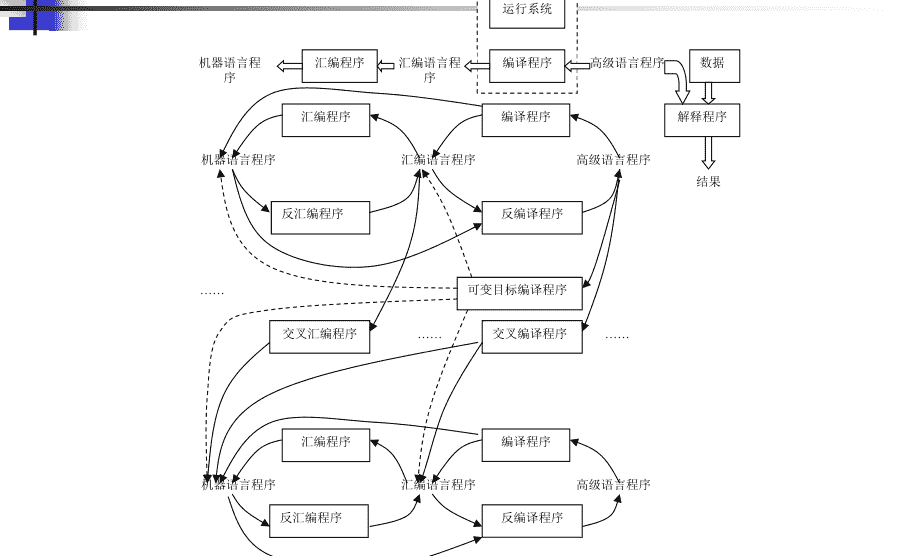 运行系统
机器语言程
序
汇编程序
汇编语言程
序
编译程序
高级语言程序
数据
汇编程序
编译程序
解释程序
机器语言程序
汇编语言程序
高级语言程序
结果
反汇编程序
反编译程序
……
可变目标编译程序
交叉汇编程序
……
交叉编译程序
……
汇编程序
编译程序
机器语言程序
汇编语言程序
高级语言程序
反汇编程序
反编译程序